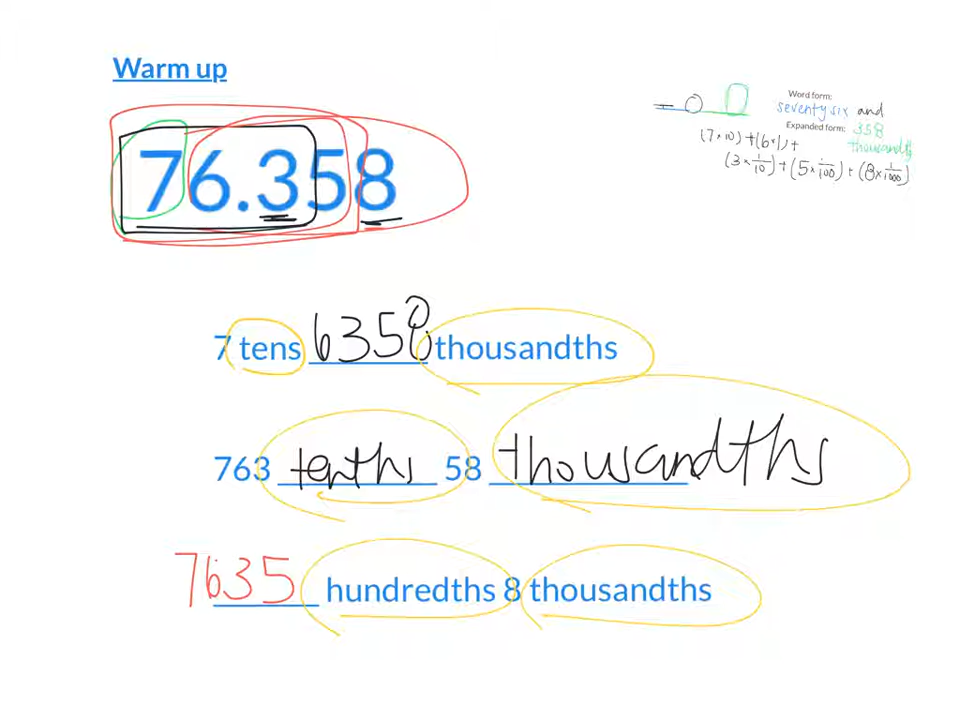 Warm up
76.358
Word form:
seventy six and
Expanded form: 358
thousandths
(7 × 10) + (6 × 1) +
(3 × 1/10) + (5 × 1/100) + (8 × 1/1000)
7 tens 6358 thousandths
763 tenths 58 thousandths
7635 hundredths 8 thousandths